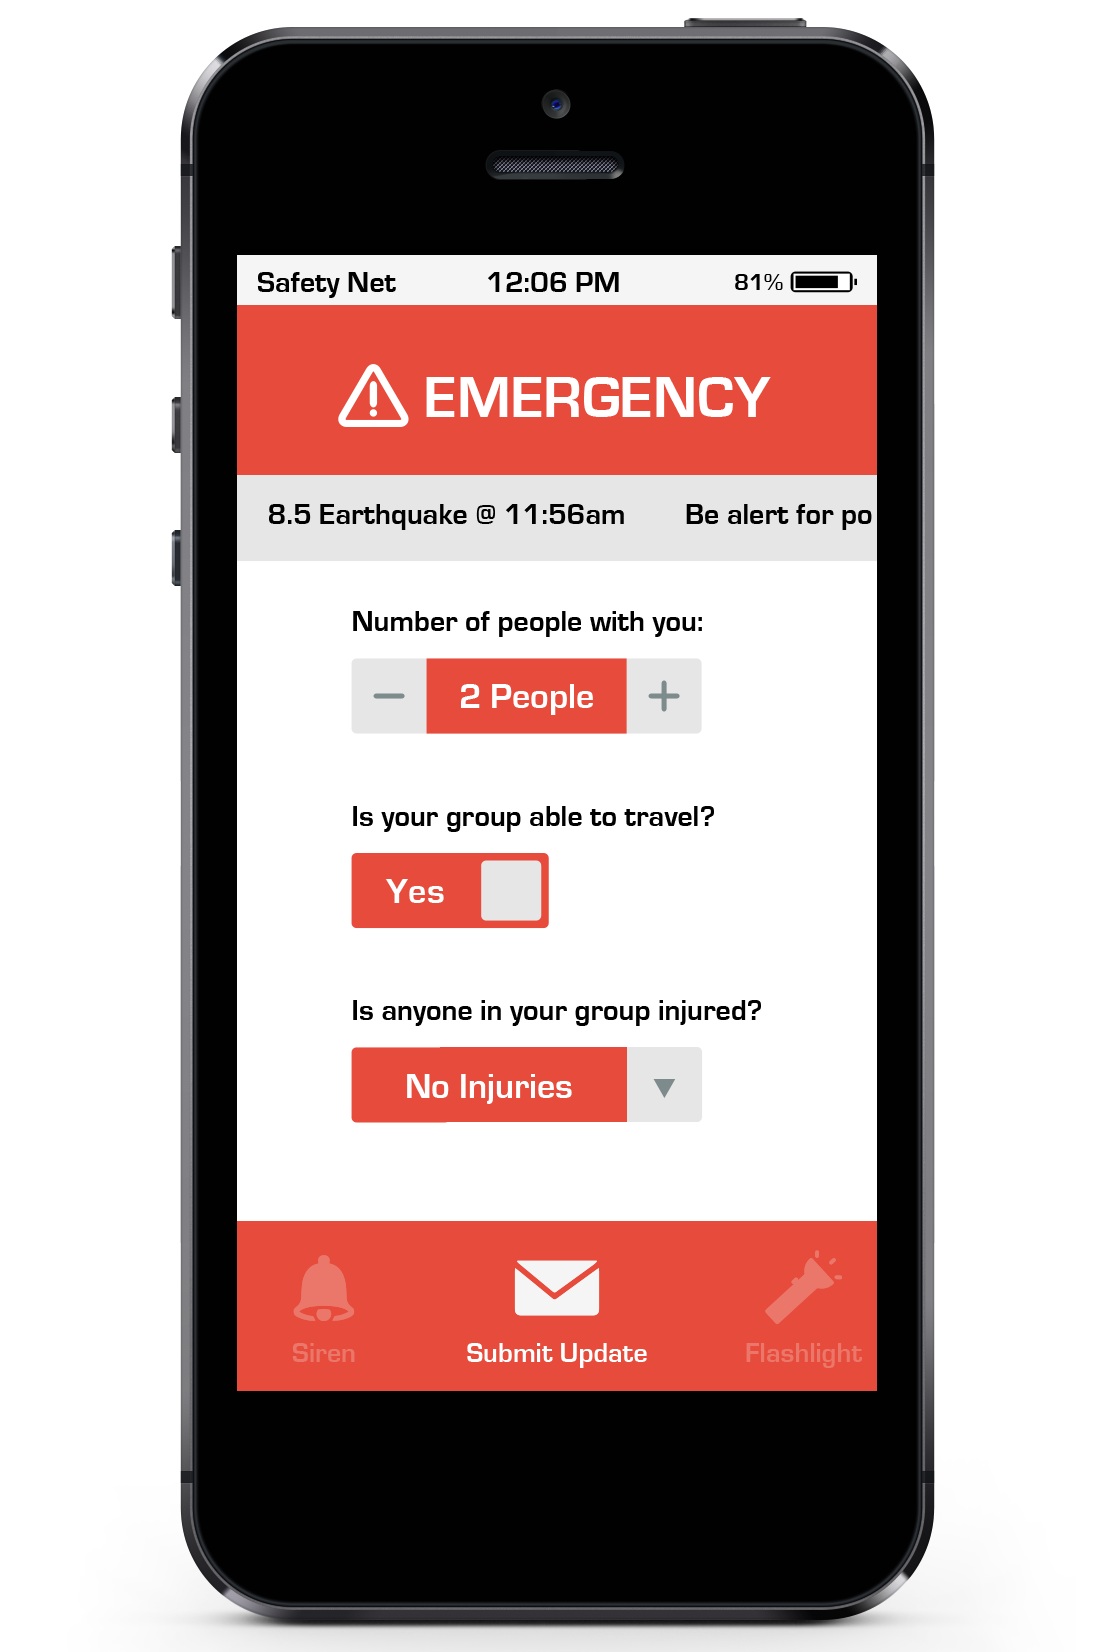 Safety Net 12:06 PM 81%
EMERGENCY
8.5 Earthquake @ 11:56am Be alert for po
Number of people with you:
− 2 People +
Is your group able to travel?
Yes
Is anyone in your group injured?
No Injuries
Siren Submit Update Flashlight